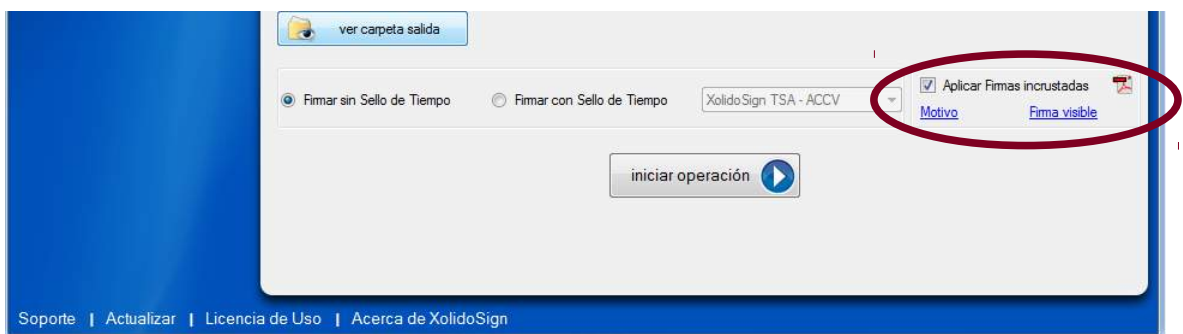 ver carpeta salida
Aplicar Firmas incrustadas
Firmar sin Sello de Tiempo Firmar con Sello de Tiempo XolidoSign TSA - ACCV
Motivo Firma visible
iniciar operación
Soporte | Actualizar | Licencia de Uso | Acerca de XolidoSign